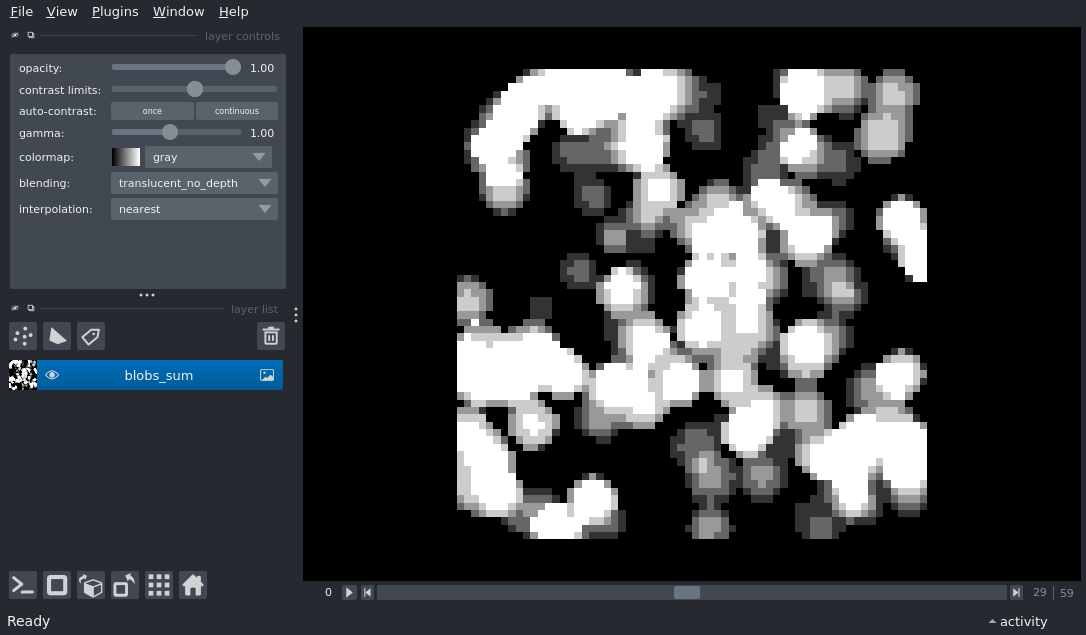 File View Plugins Window Help
layer controls
opacity: 1.00
contrast limits:
auto-contrast: once continuous
gamma: 1.00
colormap: gray
blending: translucent_no_depth
interpolation: nearest
layer list
blobs_sum
0 29 59
Ready activity